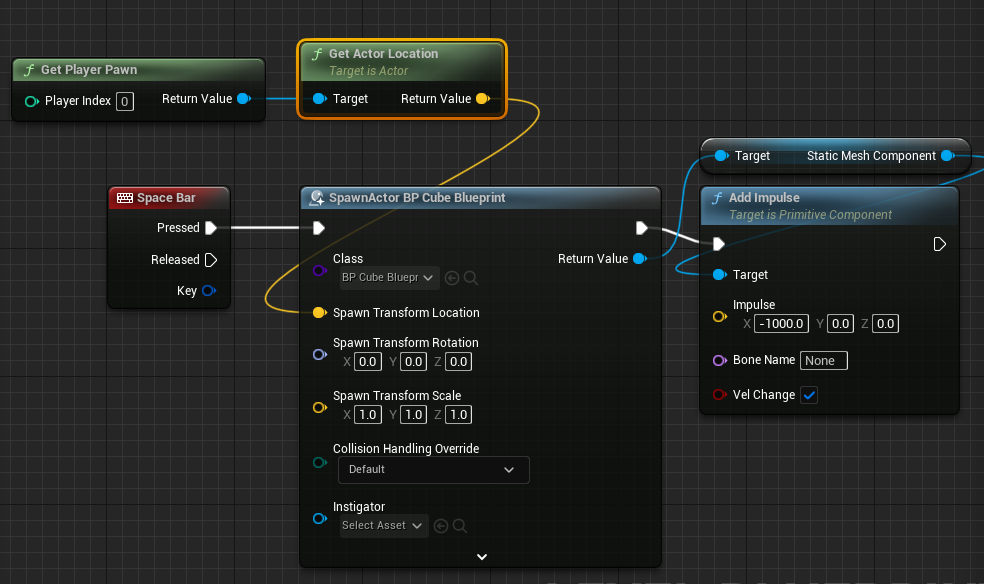 Get Player Pawn
Player Index 0 Return Value
Get Actor Location
Target is Actor
Target Return Value
Space Bar
Pressed
Released
Key
SpawnActor BP Cube Blueprint
Class
BP Cube Bluepr
Return Value
Spawn Transform Location
Spawn Transform Rotation
X 0.0 Y 0.0 Z 0.0
Spawn Transform Scale
X 1.0 Y 1.0 Z 1.0
Collision Handling Override
Default
Instigator
Select Asset
Target Static Mesh Component
Add Impulse
Target is Primitive Component
Target
Impulse
X -1000.0 Y 0.0 Z 0.0
Bone Name None
Vel Change